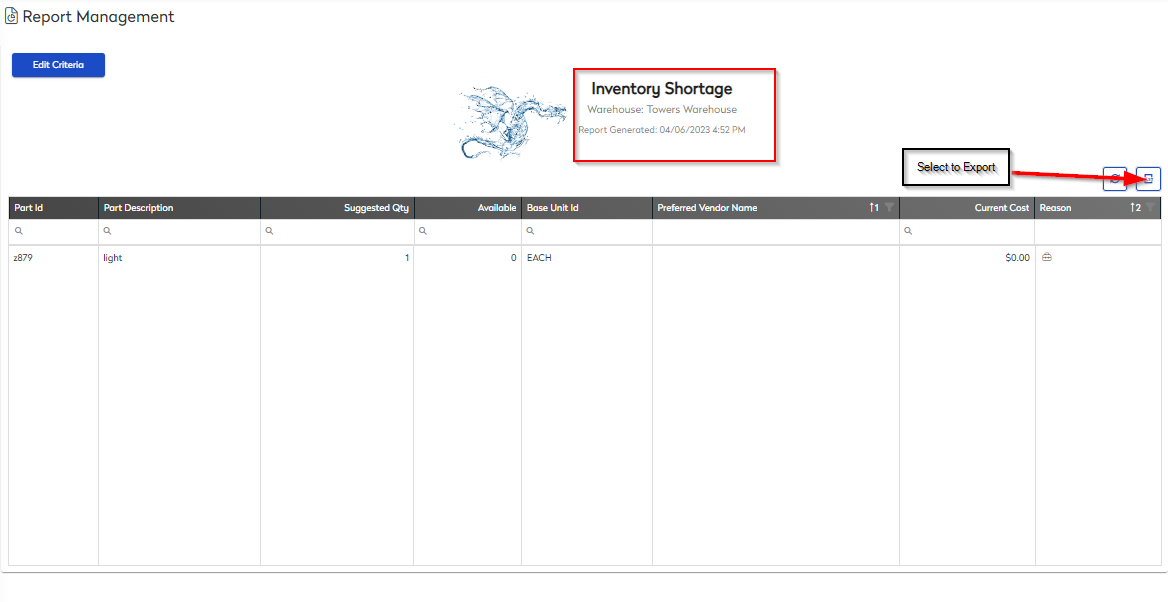 Report Management
Edit Criteria
Inventory Shortage
Warehouse: Towers Warehouse
Report Generated: 04/06/2023 4:52 PM
Select to Export
Part Id Part Description Suggested Qty Available Base Unit Id Preferred Vendor Name 1 Current Cost Reason 2
z879 light 1 0 EACH $0.00